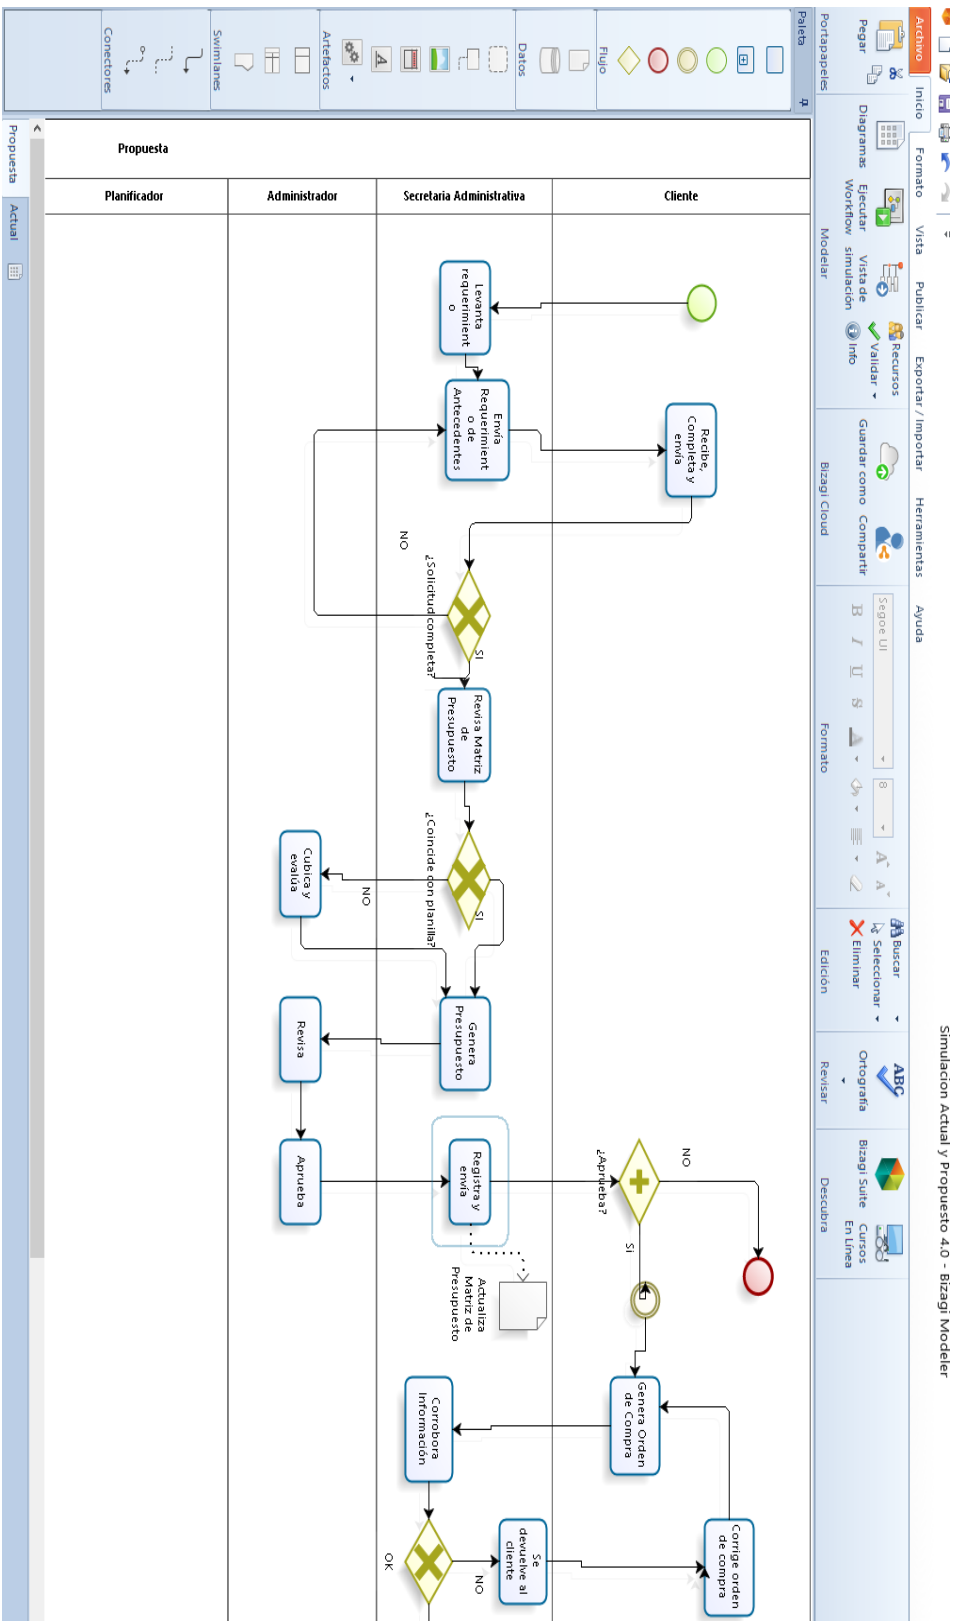 Simulacion Actual y Propuesto 4.0 - Bizagi Modeler
Archivo
Inicio
Formato
Vista
Publicar
Exportar / Importar
Herramientas
Ayuda
Pegar
Portapapeles
Diagramas
Ejecutar
Workflow
Vista de
simulación
Recursos
Validar
Info
Modelar
Guardar como
Compartir
Bizagi Cloud
Segoe UI
8
B
I
U
S
A
A
A
Formato
Buscar
Seleccionar
Eliminar
Edición
ABC
Ortografía
Revisar
Bizagi Suite
Cursos
En Línea
Descubra
Paleta
Flujo
Datos
Artefactos
A
Swimlanes
Conectores
Propuesta
Cliente
Secretaria Administrativa
Administrador
Planificador
Levanta
requerimient
o
Envía
Requerimient
o de
Antecedentes
Recibe,
Completa y
envía
NO
¿Solicitud completa?
SI
Revisa Matriz
de
Presupuesto
¿Coincide con planilla?
SI
NO
Cubica y
evalúa
Genera
Presupuesto
Revisa
Aprueba
Registra y
envía
Actualiza
Matriz de
Presupuesto
¿Aprueba?
NO
Si
Genera Orden
de Compra
Corrobora
Información
OK
NO
Se
devuelve al
cliente
Corrige orden
de compra
Propuesta
Actual